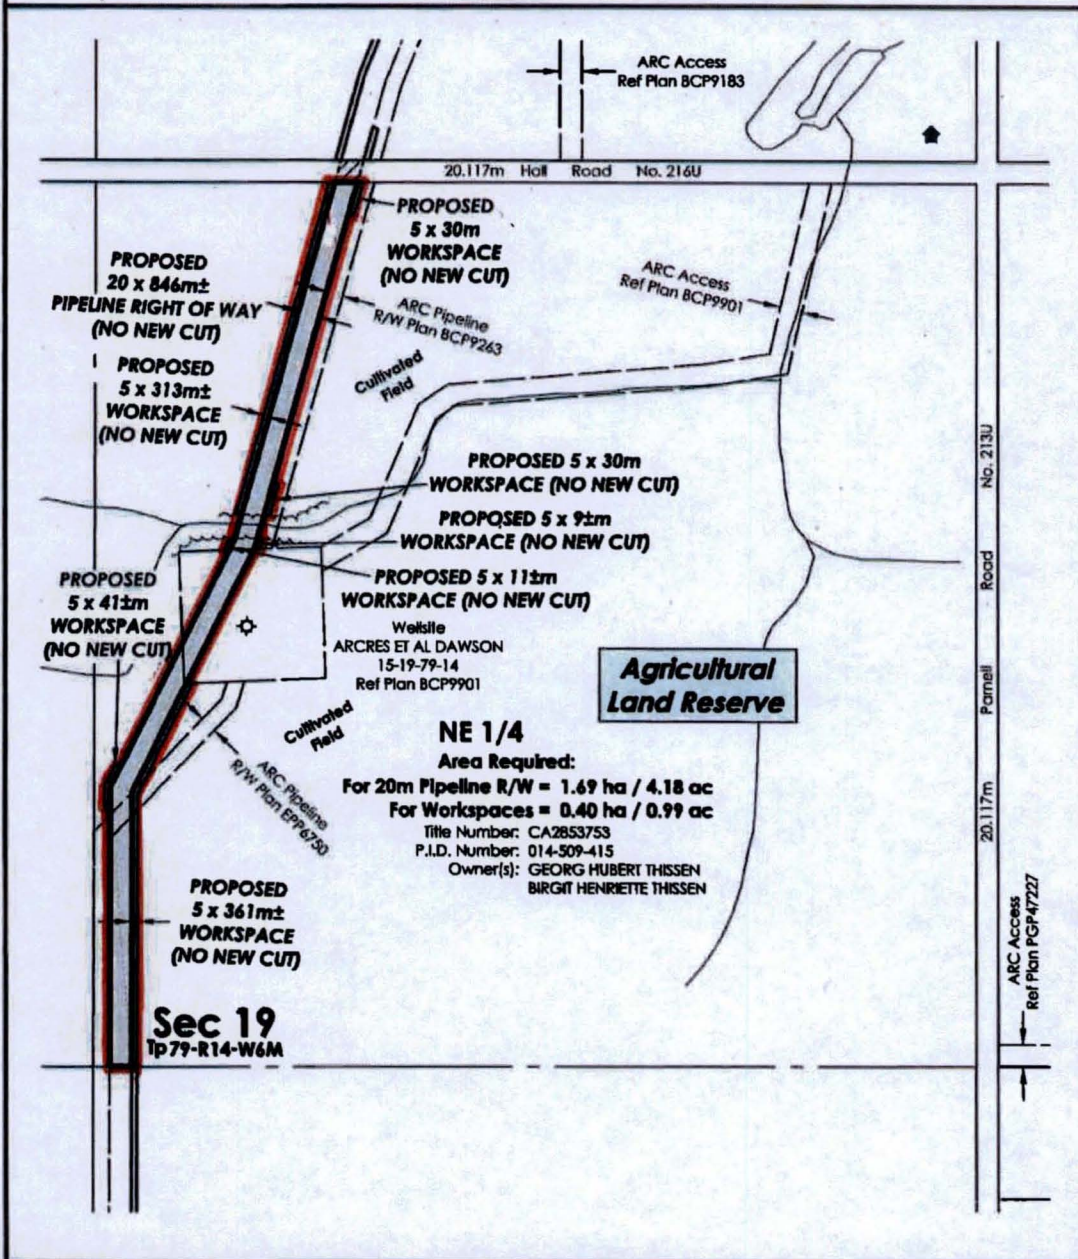 ARC Access
Ref Plan BCP9183
20.117m Hall Road No. 216U
PROPOSED
5 x 30m
WORKSPACE
(NO NEW CUT)
PROPOSED
20 x 846m±
PIPELINE RIGHT OF WAY
(NO NEW CUT)
ARC Access
Ref Plan BCP9901
ARC Pipeline
R/W Plan BCP9263
PROPOSED
5 x 313m±
WORKSPACE
(NO NEW CUT)
Cultivated
Field
PROPOSED 5 x 30m
WORKSPACE (NO NEW CUT)
PROPOSED 5 x 9±m
WORKSPACE (NO NEW CUT)
PROPOSED 5 x 11±m
WORKSPACE (NO NEW CUT)
PROPOSED
5 x 41±m
WORKSPACE
(NO NEW CUT)
Wellsite
ARCRES ET AL DAWSON
15-19-79-14
Ref Plan BCP9901
Agricultural
Land Reserve
Cultivated
Field
NE 1/4
Area Required:
For 20m Pipeline R/W = 1.69 ha / 4.18 ac
For Workspaces = 0.40 ha / 0.99 ac
Title Number: CA2853753
P.I.D. Number: 014-509-415
Owner(s): GEORG HUBERT THISSEN
BIRGIT HENRIETTE THISSEN
ARC Pipeline
R/W Plan EPP6750
20.117m Parnell Road No. 213U
PROPOSED
5 x 361m±
WORKSPACE
(NO NEW CUT)
ARC Access
Ref Plan PGP47227
Sec 19
Tp 79-R14-W6M